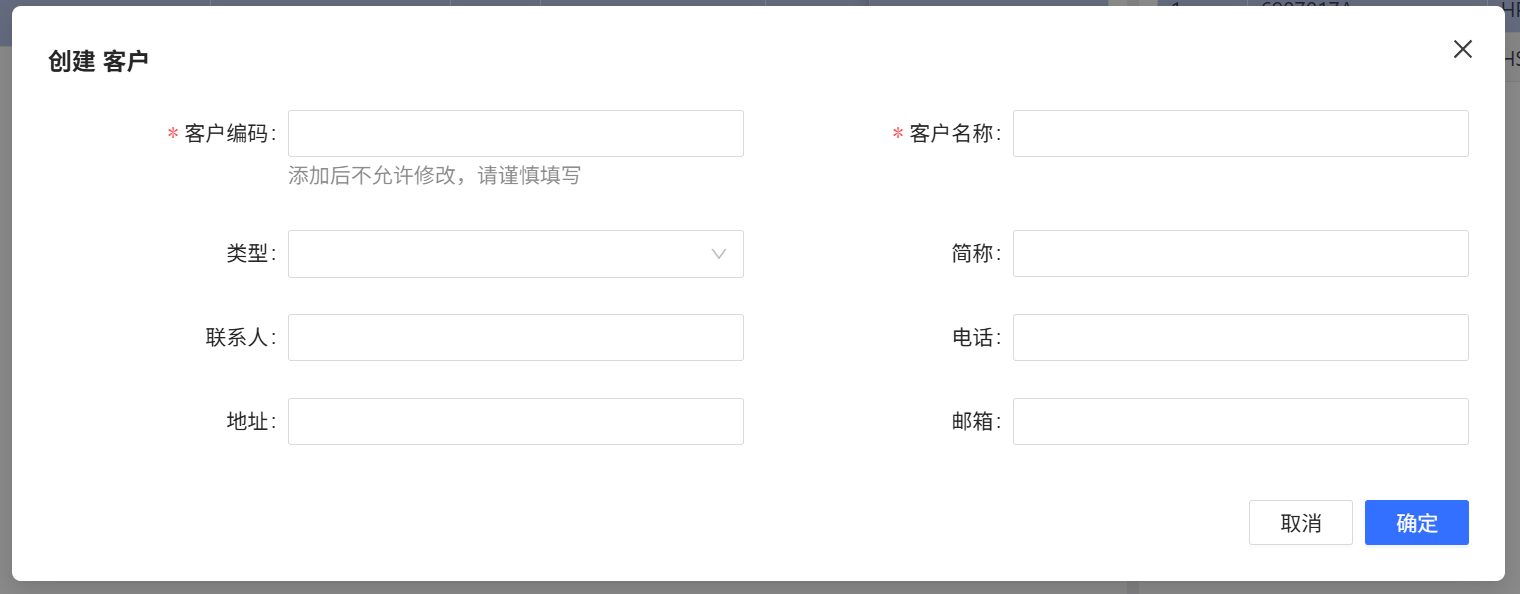 创建 客户
* 客户编码:
* 客户名称:
添加后不允许修改，请谨慎填写
类型:
简称:
联系人:
电话:
地址:
邮箱:
取消
确定